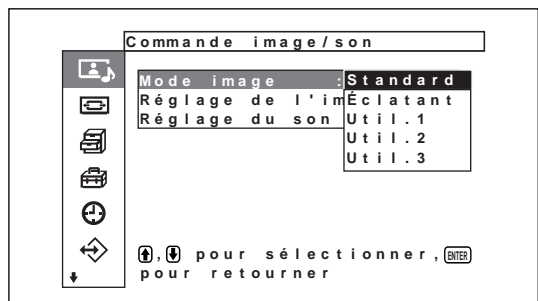 Commande image/son
Mode image :Standard
Réglage de l'imÉclatant
Réglage du son Util.1
Util.2
Util.3
, pour sélectionner, ENTER
pour retourner